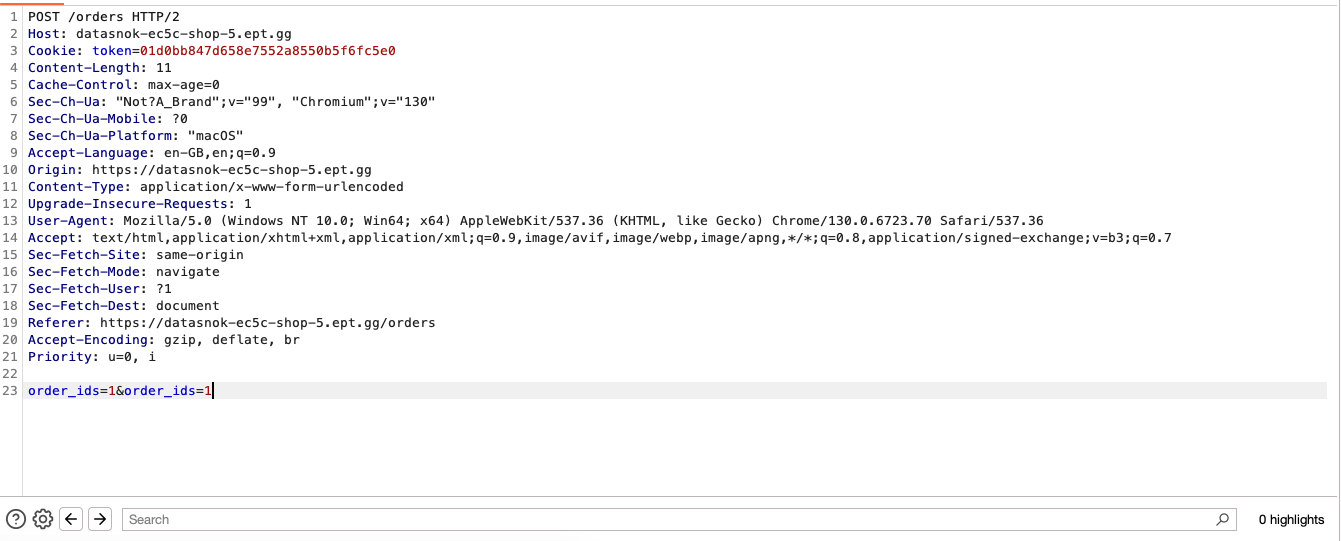 1 POST /orders HTTP/2
2 Host: datasnok-ec5c-shop-5.ept.gg
3 Cookie: token=01d0bb847d658e7552a8550b5f6fc5e0
4 Content-Length: 11
5 Cache-Control: max-age=0
6 Sec-Ch-Ua: "Not?A_Brand";v="99", "Chromium";v="130"
7 Sec-Ch-Ua-Mobile: ?0
8 Sec-Ch-Ua-Platform: "macOS"
9 Accept-Language: en-GB,en;q=0.9
10 Origin: https://datasnok-ec5c-shop-5.ept.gg
11 Content-Type: application/x-www-form-urlencoded
12 Upgrade-Insecure-Requests: 1
13 User-Agent: Mozilla/5.0 (Windows NT 10.0; Win64; x64) AppleWebKit/537.36 (KHTML, like Gecko) Chrome/130.0.6723.70 Safari/537.36
14 Accept: text/html,application/xhtml+xml,application/xml;q=0.9,image/avif,image/webp,image/apng,*/*;q=0.8,application/signed-exchange;v=b3;q=0.7
15 Sec-Fetch-Site: same-origin
16 Sec-Fetch-Mode: navigate
17 Sec-Fetch-User: ?1
18 Sec-Fetch-Dest: document
19 Referer: https://datasnok-ec5c-shop-5.ept.gg/orders
20 Accept-Encoding: gzip, deflate, br
21 Priority: u=0, i
22
23 order_ids=1&order_ids=1
Search
0 highlights